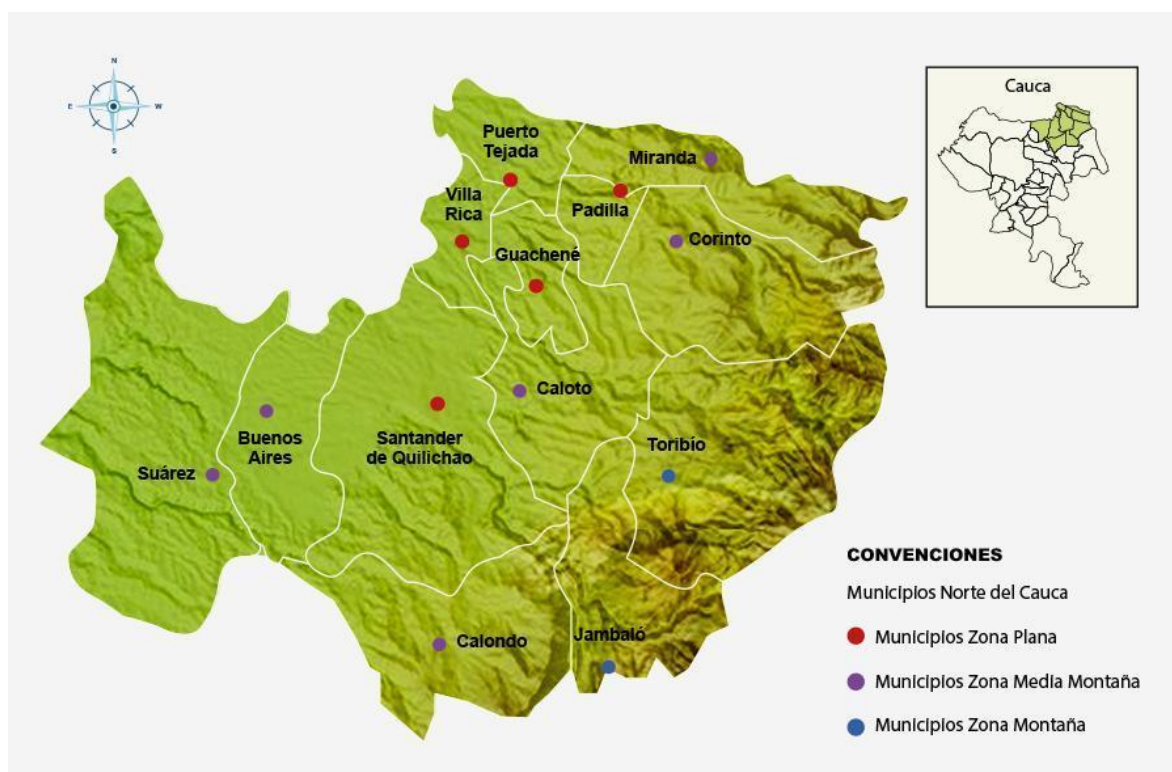 N
E
W
S
Puerto
Tejada
Miranda
Villa
Rica
Padilla
Corinto
Guachené
Caloto
Buenos
Aires
Santander
de Quilichao
Toribío
Suárez
Calondo
Jambaló
Cauca
CONVENCIONES
Municipios Norte del Cauca
Municipios Zona Plana
Municipios Zona Media Montaña
Municipios Zona Montaña